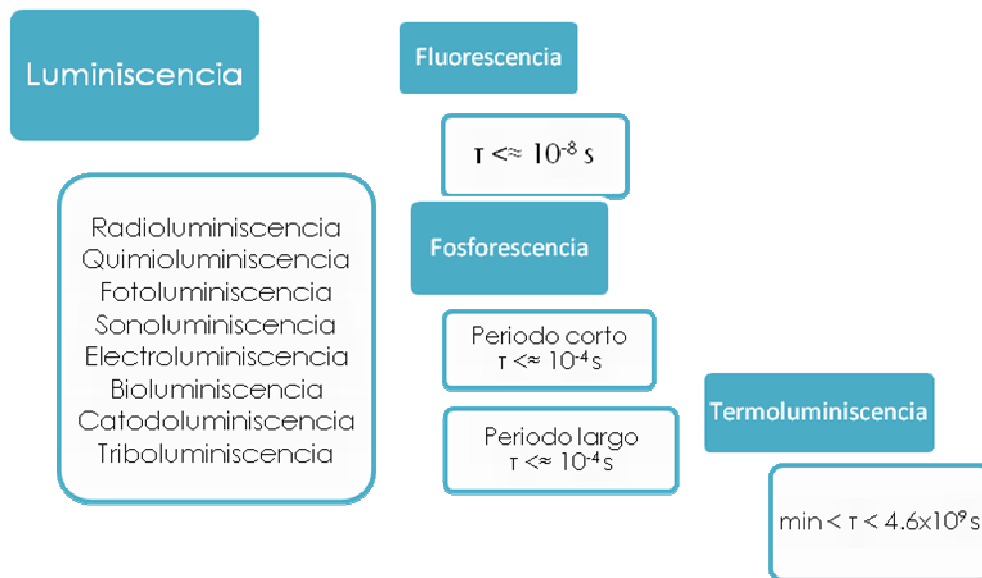 Luminiscencia
Radioluminiscencia
Quimioluminiscencia
Fotoluminiscencia
Sonoluminiscencia
Electroluminiscencia
Bioluminiscencia
Catodoluminiscencia
Triboluminiscencia
Fluorescencia
τ <≈ 10⁻⁸ s
Fosforescencia
Periodo corto
τ <≈ 10⁻⁴ s
Periodo largo
τ <≈ 10⁻⁴ s
Termoluminiscencia
min < τ < 4.6x10⁹ s